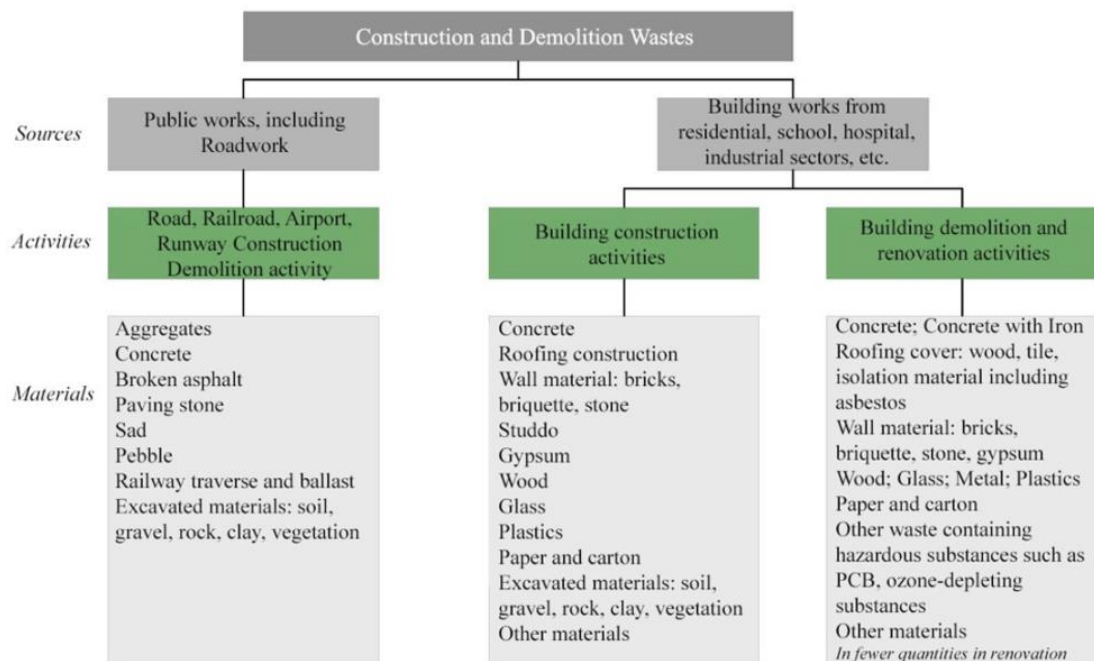 Construction and Demolition Wastes
Sources
Public works, including
Roadwork
Building works from
residential, school, hospital,
industrial sectors, etc.
Activities
Road, Railroad, Airport,
Runway Construction
Demolition activity
Building construction
activities
Building demolition and
renovation activities
Materials
Aggregates
Concrete
Broken asphalt
Paving stone
Sad
Pebble
Railway traverse and ballast
Excavated materials: soil,
gravel, rock, clay, vegetation
Concrete
Roofing construction
Wall material: bricks,
briquette, stone
Studdo
Gypsum
Wood
Glass
Plastics
Paper and carton
Excavated materials: soil,
gravel, rock, clay, vegetation
Other materials
Concrete; Concrete with Iron
Roofing cover: wood, tile,
isolation material including
asbestos
Wall material: bricks,
briquette, stone, gypsum
Wood; Glass; Metal; Plastics
Paper and carton
Other waste containing
hazardous substances such as
PCB, ozone-depleting
substances
Other materials
In fewer quantities in renovation